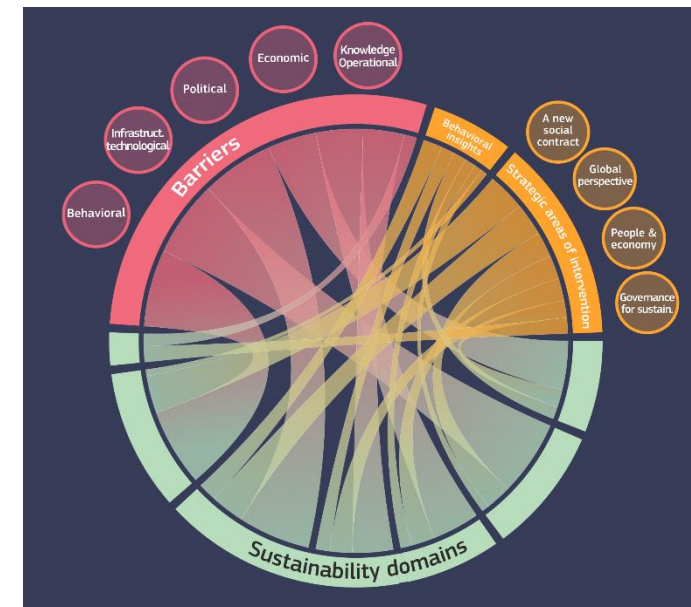 Knowledge
Operational
Economic
Political
Infrastruct.
technological
Behavioral
Barriers
Behavioral
insights
Strategic areas of intervention
A new
social
contract
Global
perspective
People &
economy
Governance
for sustain.
Sustainability domains